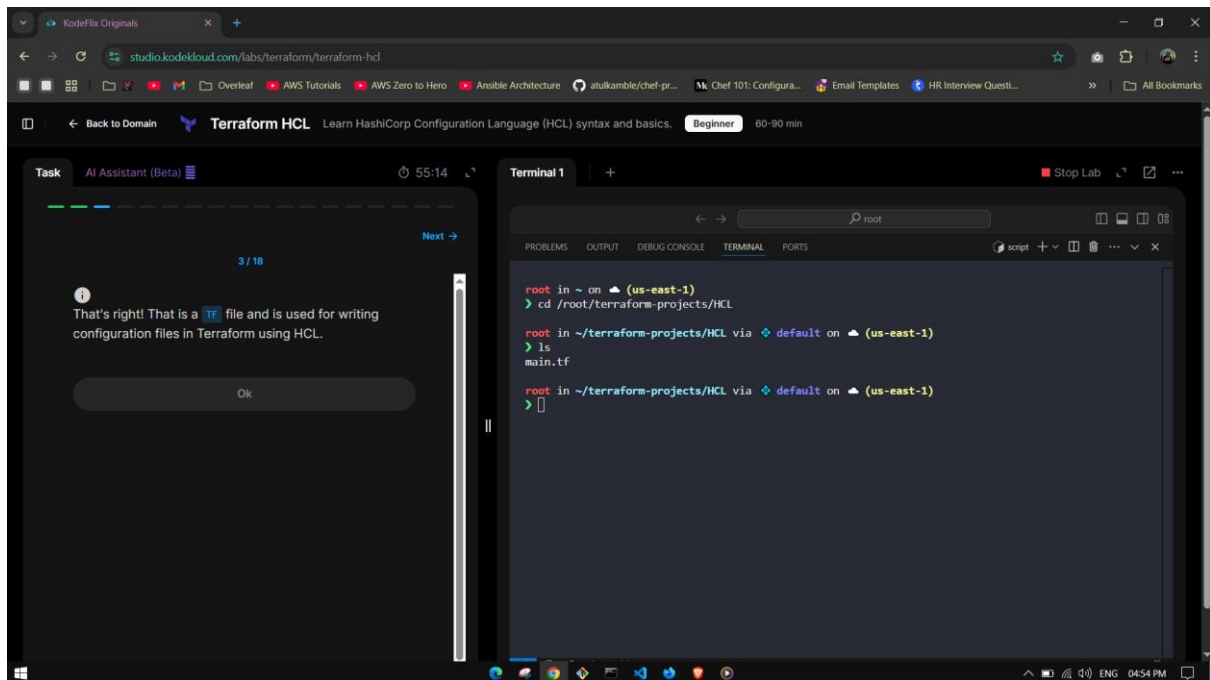 KodeFlix Originals
studio.kodekloud.com/labs/terraform/terraform-hcl
Overleaf AWS Tutorials AWS Zero to Hero Ansible Architecture atulkamble/chef-pr... Chef 101: Configura... Email Templates HR Interview Questi... » All Bookmarks
← Back to Domain Terraform HCL Learn HashiCorp Configuration Language (HCL) syntax and basics. Beginner 60-90 min
Task AI Assistant (Beta) 55:14
Next →
3 / 18
That's right! That is a TF file and is used for writing
configuration files in Terraform using HCL.
Ok
Terminal 1 + Stop Lab ...
root
PROBLEMS OUTPUT DEBUG CONSOLE TERMINAL PORTS script
root in ~ on (us-east-1)
❯ cd /root/terraform-projects/HCL
root in ~/terraform-projects/HCL via default on (us-east-1)
❯ ls
main.tf
root in ~/terraform-projects/HCL via default on (us-east-1)
❯
ENG 04:54 PM